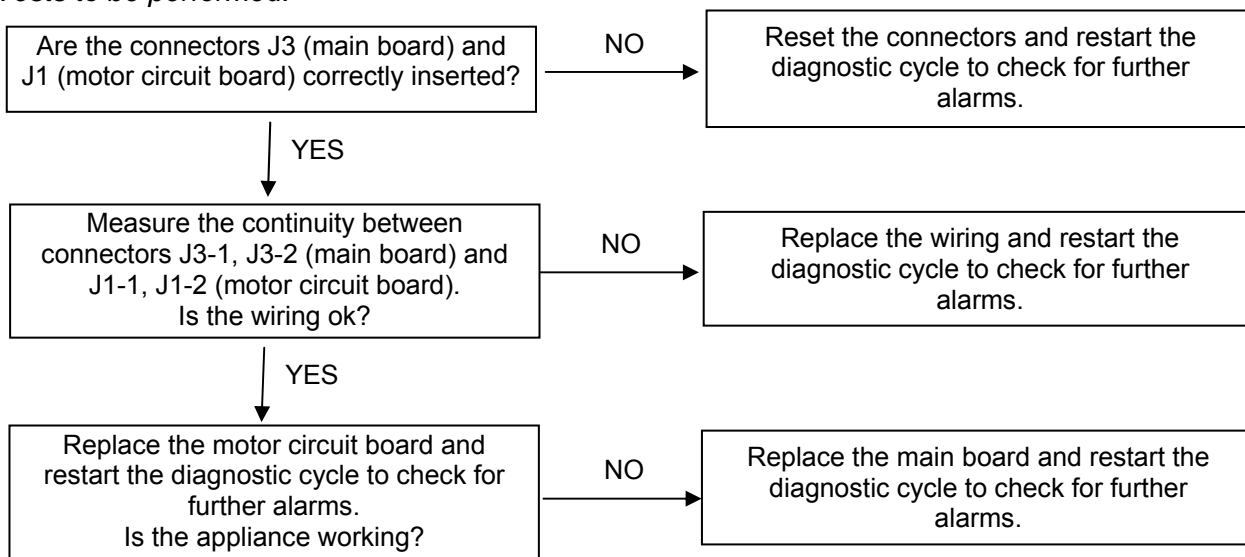 to be performed.
Are the connectors J3 (main board) and
J1 (motor circuit board) correctly inserted?
NO
Reset the connectors and restart the
diagnostic cycle to check for further
alarms.
YES
Measure the continuity between
connectors J3-1, J3-2 (main board) and
J1-1, J1-2 (motor circuit board).
Is the wiring ok?
NO
Replace the wiring and restart the
diagnostic cycle to check for further
alarms.
YES
Replace the motor circuit board and
restart the diagnostic cycle to check for
further alarms.
Is the appliance working?
NO
Replace the main board and restart the
diagnostic cycle to check for further
alarms.